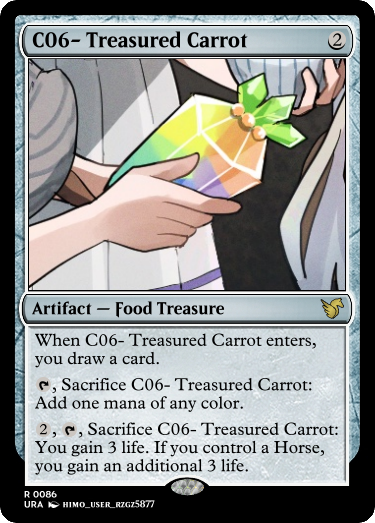 C06- Treasured Carrot 2
Artifact — Food Treasure
When C06- Treasured Carrot enters,
you draw a card.
, Sacrifice C06- Treasured Carrot:
Add one mana of any color.
2, , Sacrifice C06- Treasured Carrot:
You gain 3 life. If you control a Horse,
you gain an additional 3 life.
R 0086
URA HIMO_USER_RZGZ5877